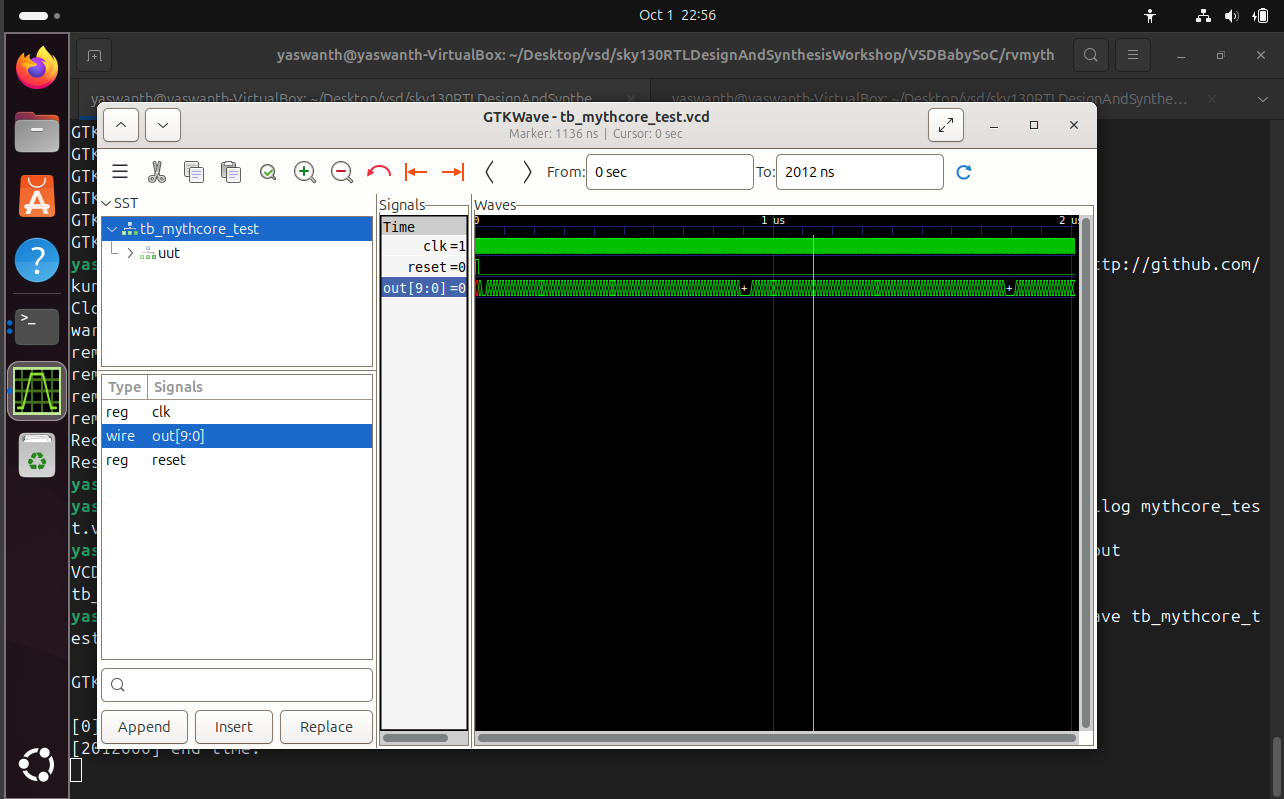 Oct 1 22:56
yaswanth@yaswanth-VirtualBox: ~/Desktop/vsd/sky130RTLDesignAndSynthesisWorkshop/VSDBabySoC/rvmyth
yaswanth@yaswanth-VirtualBox: ~/Desktop/vsd/sky130RTLDesignAndSynthe...
yaswanth@yaswanth-VirtualBox: ~/Desktop/vsd/sky130RTLDesignAndSynthe...
GTKWave - tb_mythcore_test.vcd
Marker: 1136 ns | Cursor: 0 sec
From: 0 sec To: 2012 ns
SST
tb_mythcore_test
uut
Type Signals
reg clk
wire out[9:0]
reg reset
Append Insert Replace
Signals
Time
clk=1
reset=0
out[9:0]=0
Waves
0 1 us 2 us
+ +
GTK
GTK
GTK
GTK
GTK
GTK
yas ttp://github.com/
kun
Clo
war
rem
rem
rem
rem
Rec
Res
yas
yas log mythcore_tes
t.v
yas out
VCD
tb_
yas ave tb_mythcore_t
est
GTK
[0]
[2012000] end time.